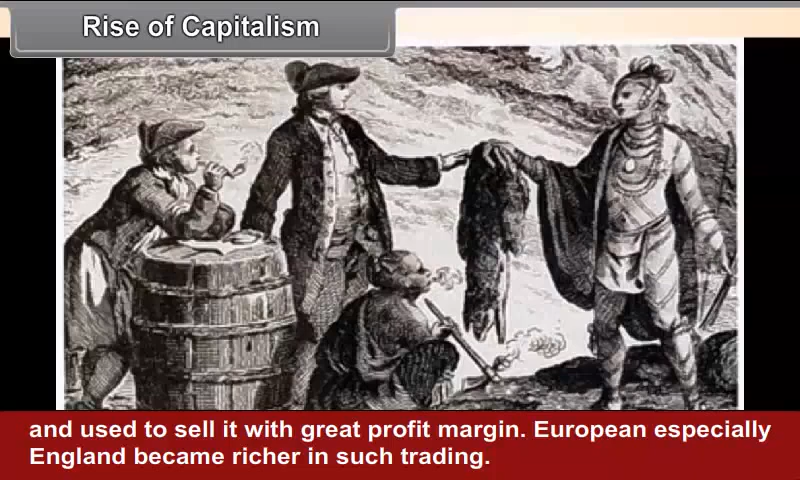 Rise of Capitalism
and used to sell it with great profit margin. European especially
England became richer in such trading.